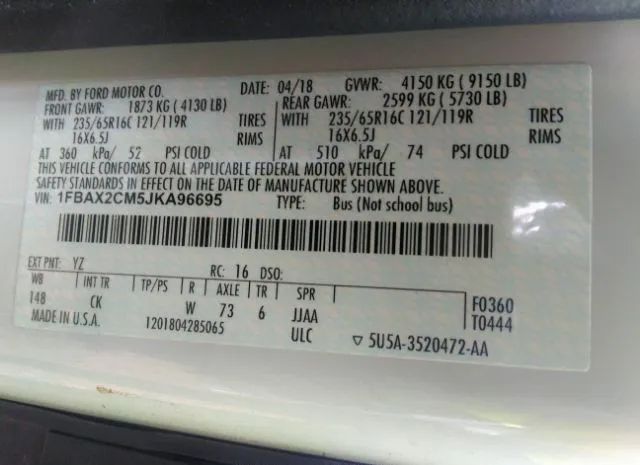 MFD. BY FORD MOTOR CO. DATE: 04/18 GVWR: 4150 KG ( 9150 LB)
FRONT GAWR: 1873 KG ( 4130 LB) REAR GAWR: 2599 KG ( 5730 LB)
WITH 235/65R16C 121/119R TIRES WITH 235/65R16C 121/119R TIRES
16X6.5J RIMS 16X6.5J RIMS
AT 360 kPa/ 52 PSI COLD AT 510 kPa/ 74 PSI COLD
THIS VEHICLE CONFORMS TO ALL APPLICABLE FEDERAL MOTOR VEHICLE
SAFETY STANDARDS IN EFFECT ON THE DATE OF MANUFACTURE SHOWN ABOVE.
VIN: 1FBAX2CM5JKA96695 TYPE: Bus (Not school bus)
EXT PNT: YZ RC: 16 DSO:
WB INT TR TP/PS R AXLE TR SPR
148 CK W 73 6 JJAA F0360
MADE IN U.S.A. 1201804285065 ULC T0444
▽ 5U5A-3520472-AA